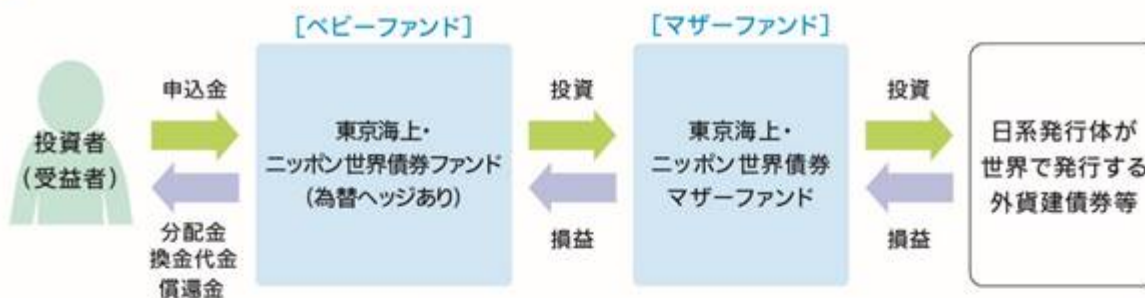 [ベビーファンド]
[マザーファンド]
投資者
(受益者)
申込金
分配金
換金代金
償還金
東京海上・
ニッポン世界債券ファンド
(為替ヘッジあり)
投資
損益
東京海上・
ニッポン世界債券
マザーファンド
投資
損益
日系発行体が
世界で発行する
外貨建債券等